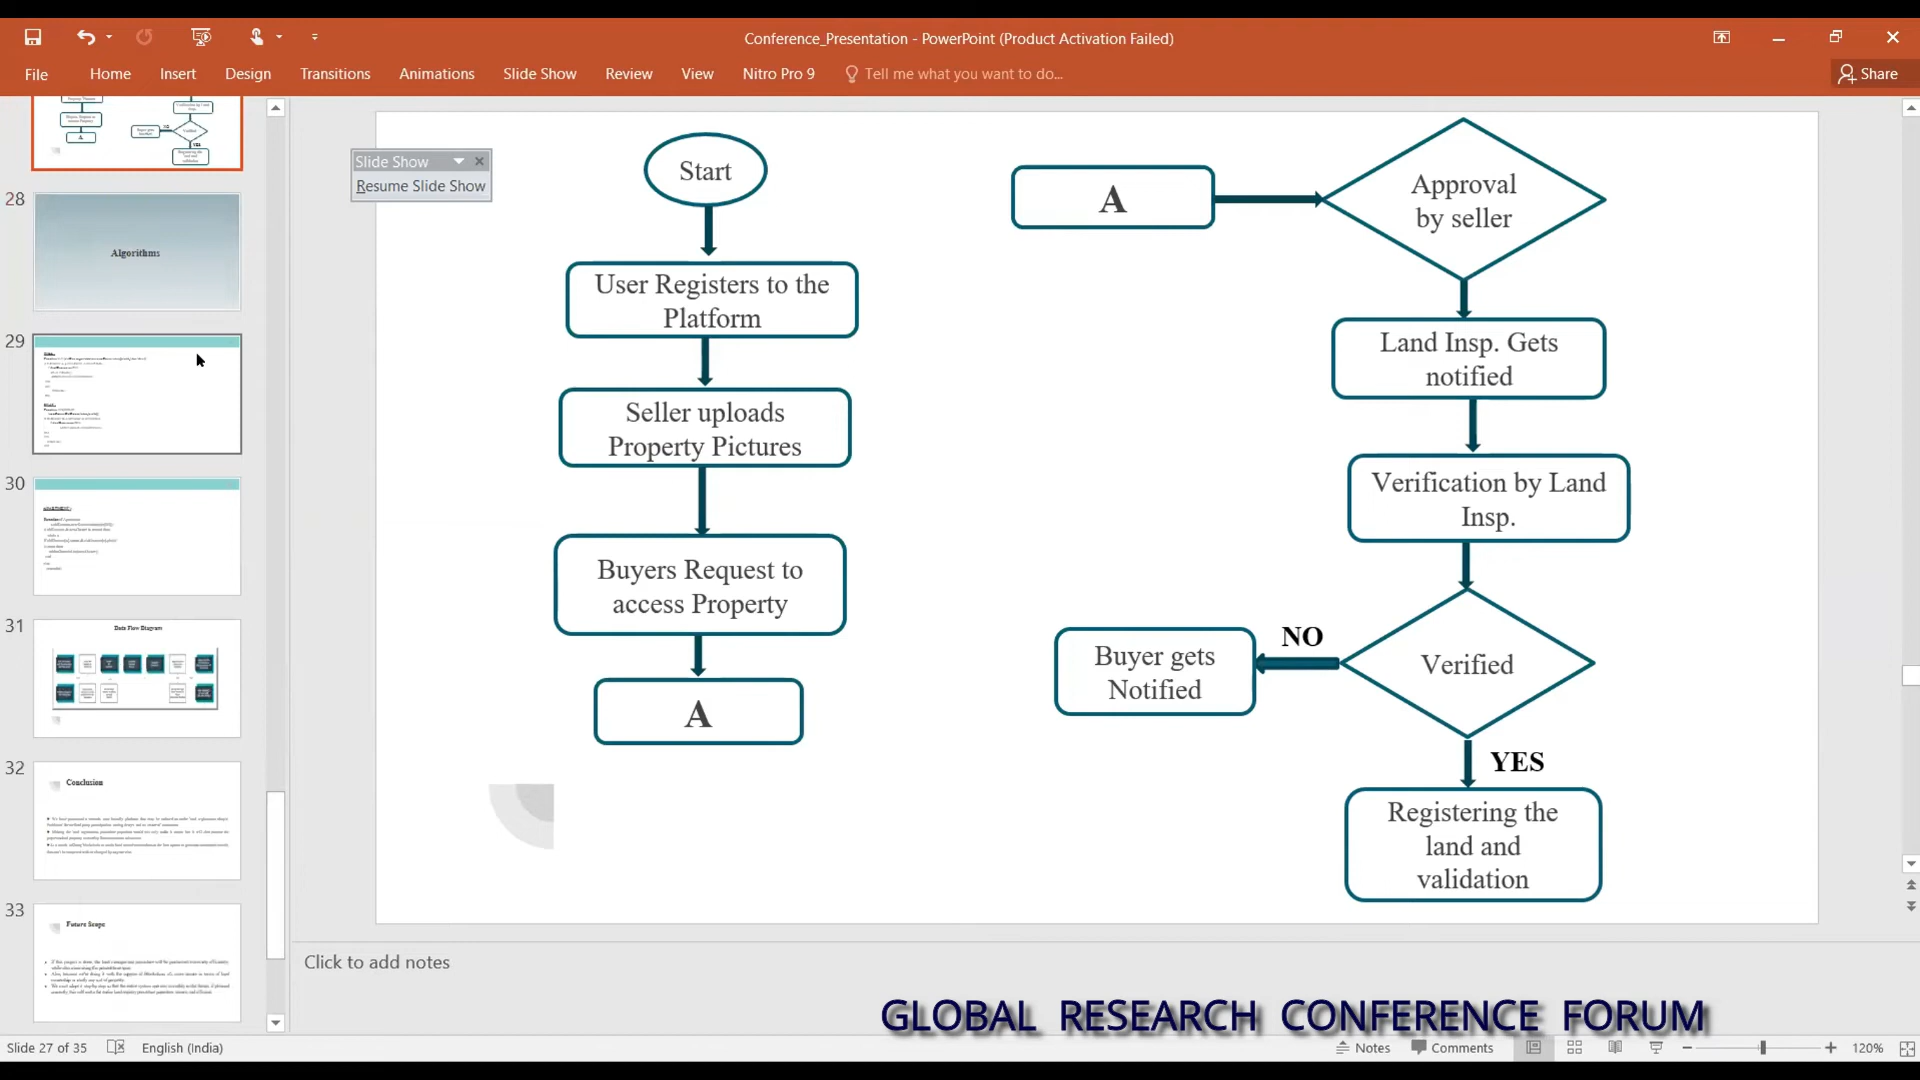 Conference_Presentation - PowerPoint (Product Activation Failed)
File Home Insert Design Transitions Animations Slide Show Review View Nitro Pro 9 Tell me what you want to do... Share
Slide Show
Resume Slide Show
Start
User Registers to the
Platform
Seller uploads
Property Pictures
Buyers Request to
access Property
A
A
Approval
by seller
Land Insp. Gets
notified
Verification by Land
Insp.
Verified
NO
Buyer gets
Notified
YES
Registering the
land and
validation
28
Algorithms
29
30
31
Data Flow Diagram
32
Conclusion
33
Future Scope
Click to add notes
GLOBAL RESEARCH CONFERENCE FORUM
Slide 27 of 35 English (India) Notes Comments 120%